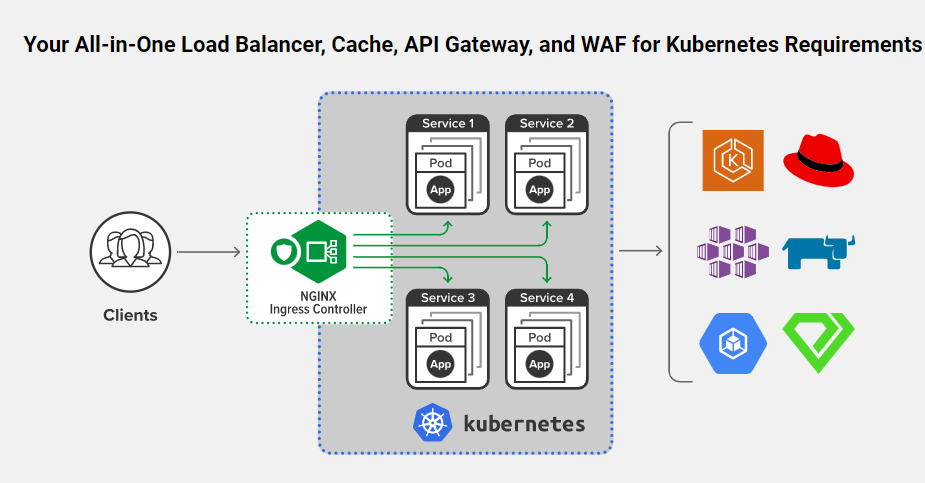 Your All-in-One Load Balancer, Cache, API Gateway, and WAF for Kubernetes Requirements
Service 1
Pod
App
Service 2
Pod
App
Clients
NGINX
Ingress Controller
Service 3
Pod
App
Service 4
Pod
App
kubernetes
K